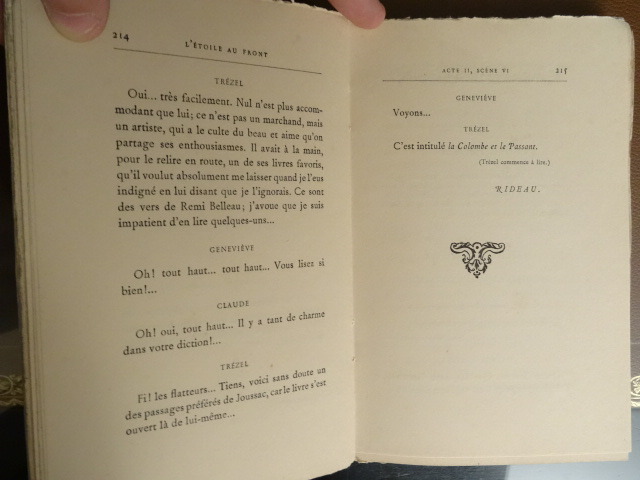 214
L'ÉTOILE AU FRONT
TRÉZEL
Oui... très facilement. Nul n'est plus accom-
modant que lui; ce n'est pas un marchand, mais
un artiste, qui a le culte du beau et aime qu'on
partage ses enthousiasmes. Il avait à la main,
pour le relire en route, un de ses livres favoris,
qu'il voulut absolument me laisser quand je l'eus
indigné en lui disant que je l'ignorais. Ce sont
des vers de Remi Belleau; j'avoue que je suis
impatient d'en lire quelques-uns...
GENEVIÈVE
Oh! tout haut... tout haut... Vous lisez si
bien!...
CLAUDE
Oh! oui, tout haut... Il y a tant de charme
dans votre diction!...
TRÉZEL
Fi! les flatteurs... Tiens, voici sans doute un
des passages préférés de Joussac, car le livre s'est
ouvert là de lui-même...
ACTE II, SCÈNE VI
215
GENEVIÈVE
Voyons...
TRÉZEL
C'est intitulé la Colombe et le Passant.
(Trézel commence à lire.)
RIDEAU.